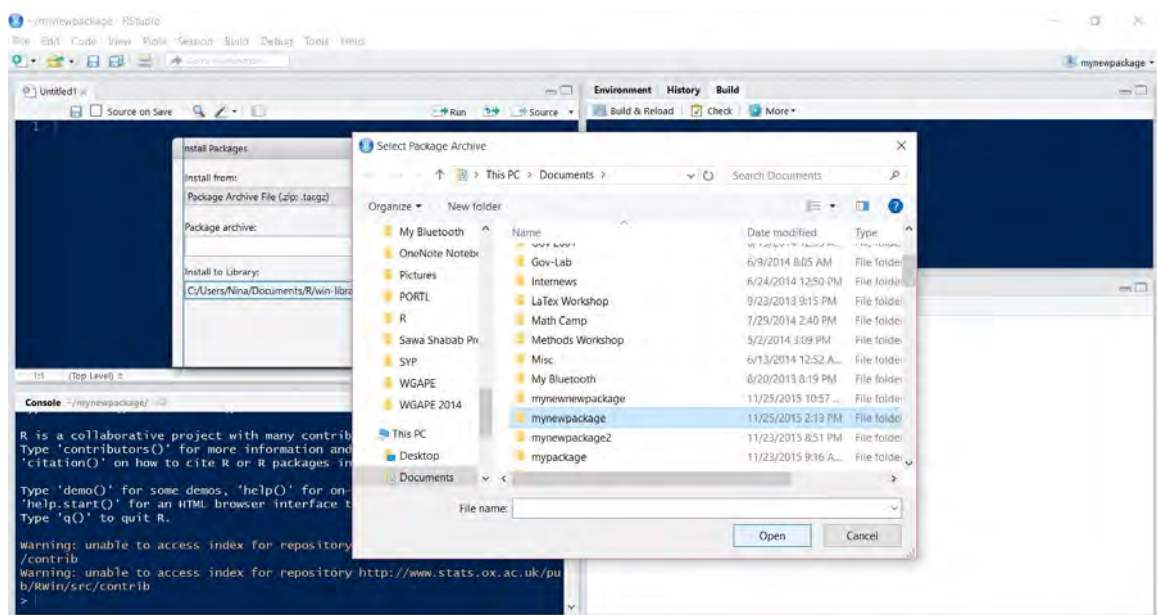 ~/mynewpackage - RStudio
File Edit Code View Plots Session Build Debug Tools Help
mynewpackage
Untitled1
Source on Save
Run
Source
1
1:1
(Top Level)
Environment History Build
Build & Reload
Check
More
Install Packages
Install from:
Package Archive File (.zip; .tar.gz)
Package archive:
Install to Library:
C:/Users/Nina/Documents/R/win-libra
Select Package Archive
This PC > Documents >
Search Documents
Organize
New folder
My Bluetooth
OneNote Notebo
Pictures
PORTL
R
Sawa Shabab Pr
SYP
WGAPE
WGAPE 2014
This PC
Desktop
Documents
Name Date modified Type
Gov-Lab 6/9/2014 8:05 AM File folder
Internews 6/24/2014 12:50 PM File folder
LaTex Workshop 9/23/2013 9:15 PM File folder
Math Camp 7/29/2014 2:40 PM File folder
Methods Workshop 5/2/2014 3:09 PM File folder
Misc 6/13/2014 12:52 A... File folder
My Bluetooth 8/20/2013 8:19 PM File folder
mynewnewpackage 11/25/2015 10:57 ... File folder
mynewpackage 11/25/2015 2:13 PM File folder
mynewpackage2 11/23/2015 8:51 PM File folder
mypackage 11/23/2015 9:16 A... File folder
File name:
Open
Cancel
Console ~/mynewpackage/
R is a collaborative project with many contrib
Type 'contributors()' for more information and
'citation()' on how to cite R or R packages in
Type 'demo()' for some demos, 'help()' for on-
'help.start()' for an HTML browser interface t
Type 'q()' to quit R.
Warning: unable to access index for repository
/contrib
Warning: unable to access index for repository http://www.stats.ox.ac.uk/pu
b/RWin/src/contrib
>